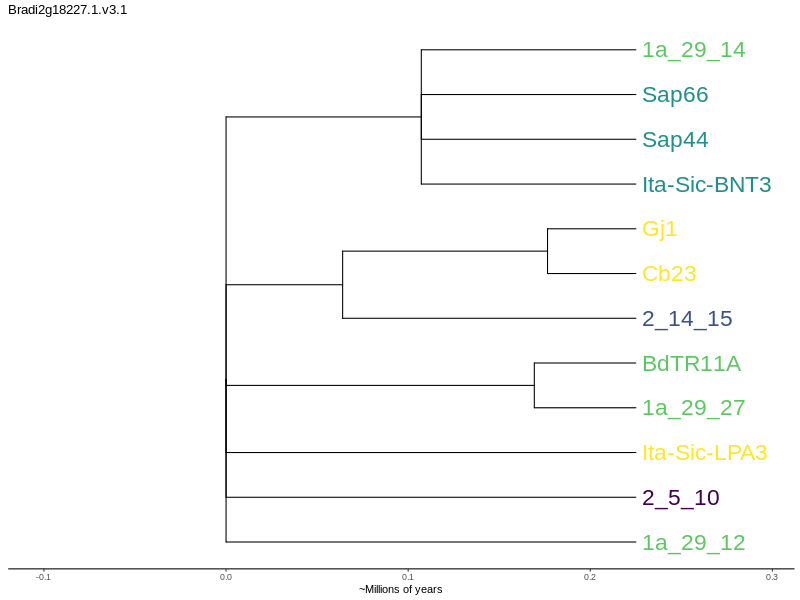 Bradi2g18227.1.v3.1
1a_29_14
Sap66
Sap44
Ita-Sic-BNT3
Gj1
Cb23
2_14_15
BdTR11A
1a_29_27
Ita-Sic-LPA3
2_5_10
1a_29_12
-0.1 0.0 0.1 0.2 0.3
~Millions of years